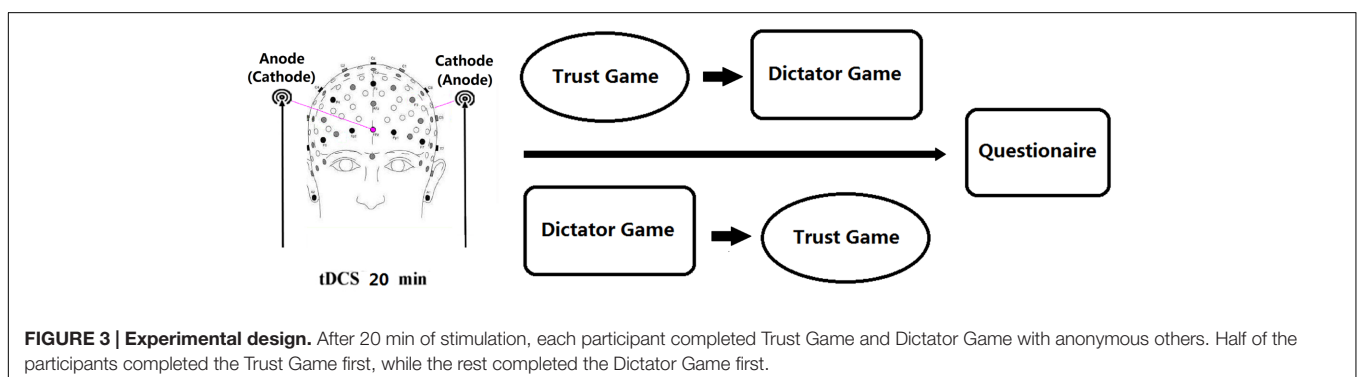 Anode
(Cathode)
Cathode
(Anode)
tDCS 20 min
Trust Game
Dictator Game
Questionaire
Dictator Game
Trust Game
FIGURE 3 | Experimental design. After 20 min of stimulation, each participant completed Trust Game and Dictator Game with anonymous others. Half of the
participants completed the Trust Game first, while the rest completed the Dictator Game first.